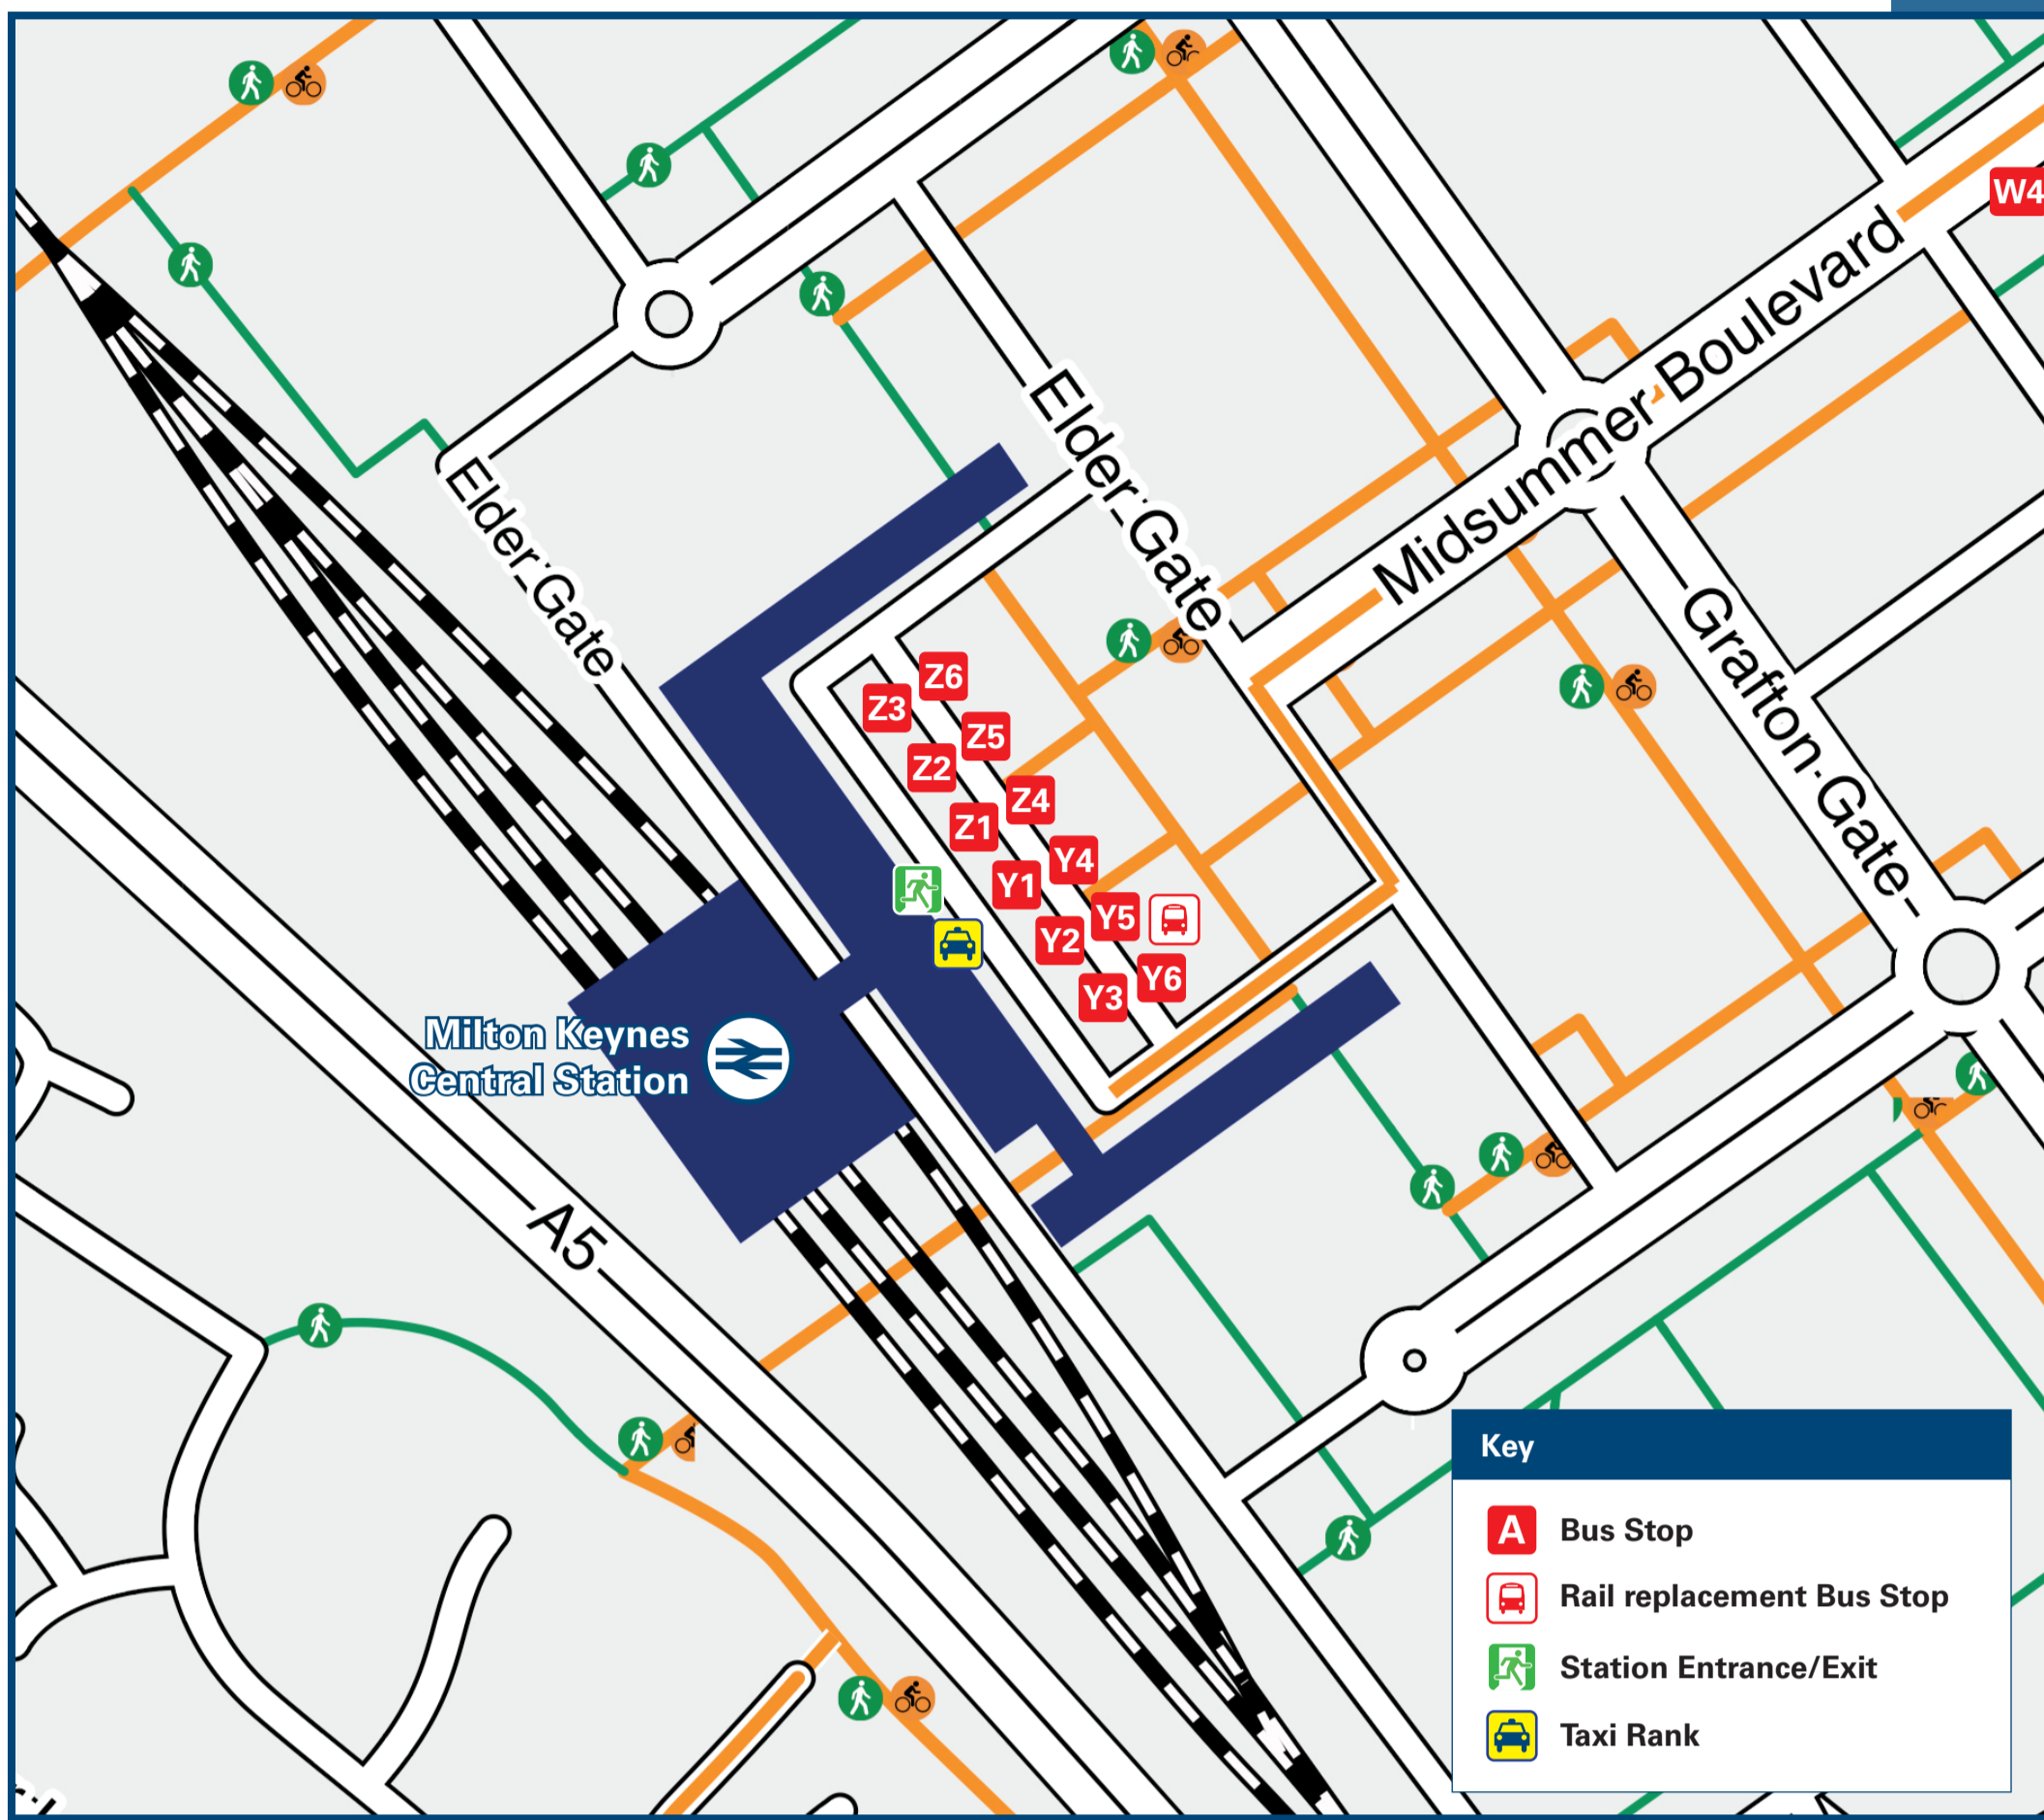 W4
Midsummer Boulevard
Elder Gate
Elder Gate
Grafton Gate
Z6
Z3
Z5
Z2
Z4
Z1
Y4
Y1
Y5
Y2
Y6
Y3
Milton Keynes
Central Station
A5
Key
A Bus Stop
Rail replacement Bus Stop
Station Entrance/Exit
Taxi Rank